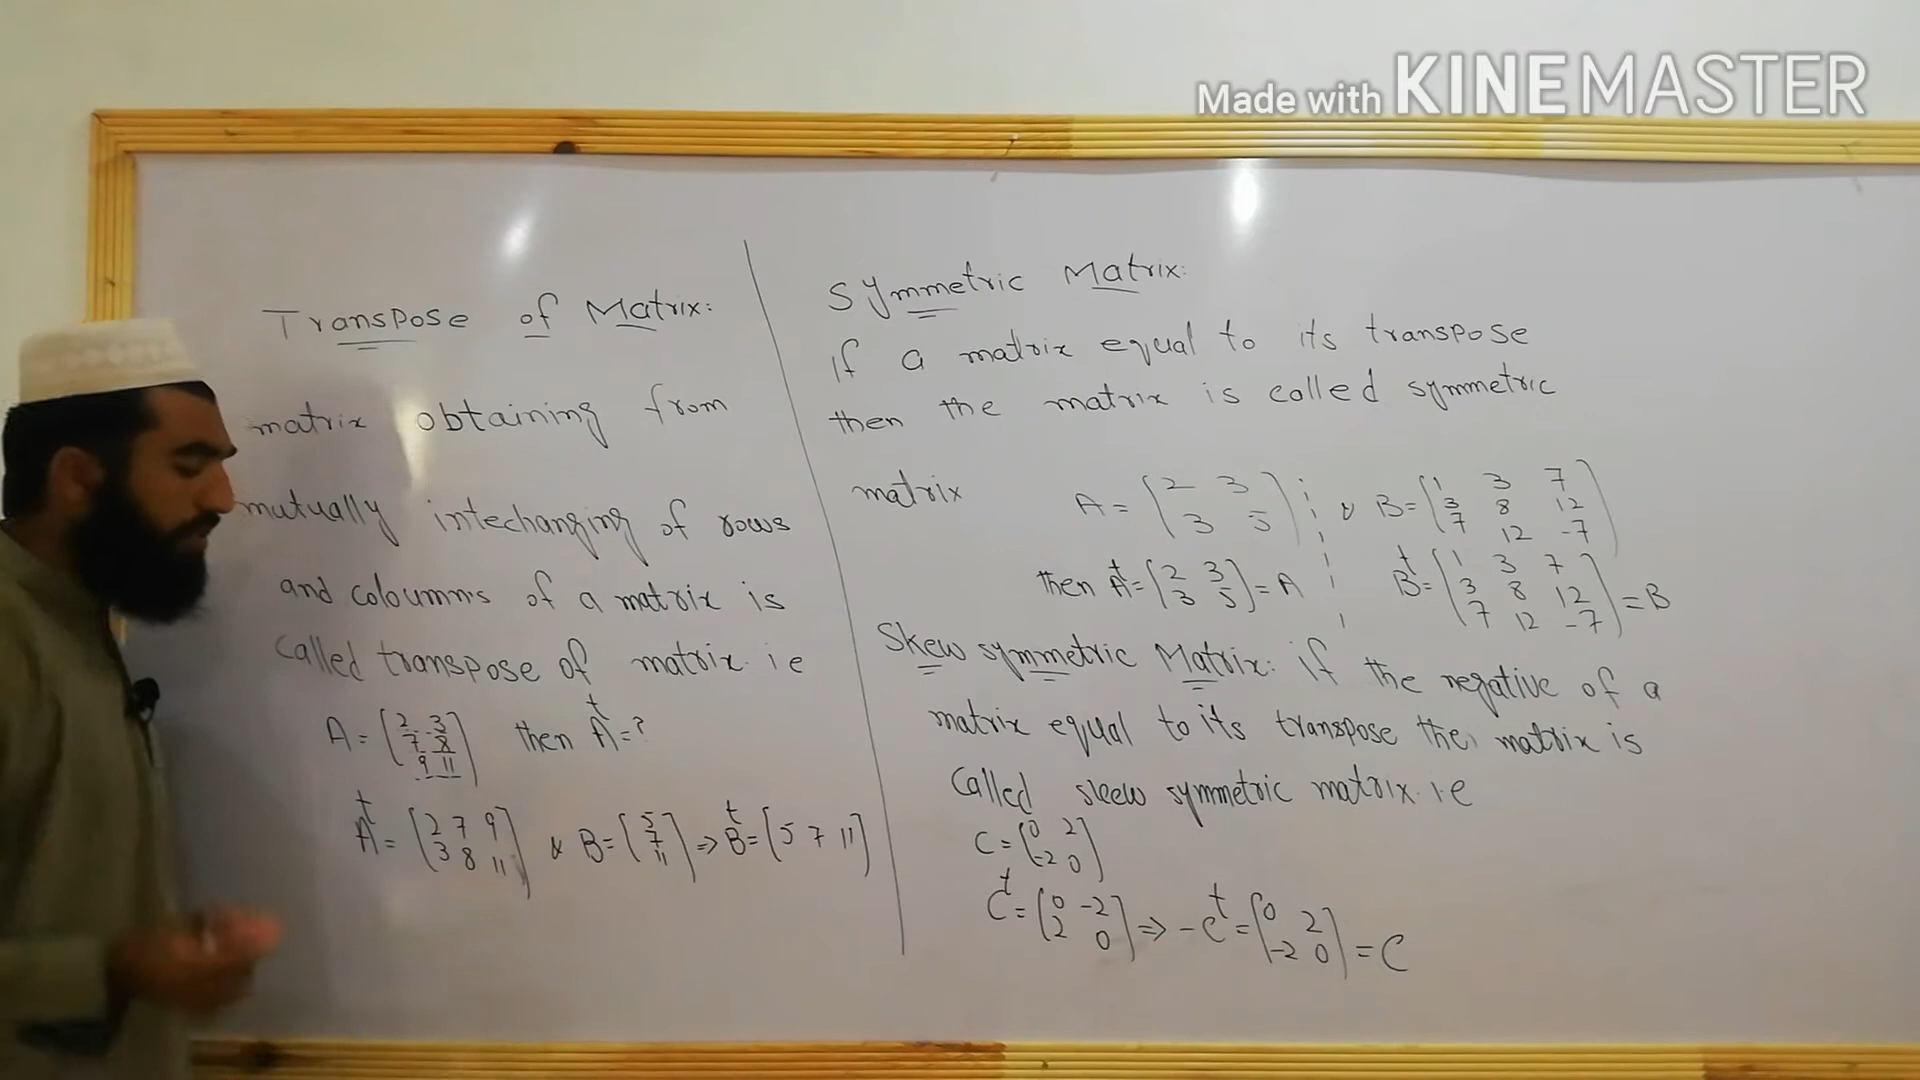 Made with KINEMASTER
Transpose of Matrix:
matrix obtaining from
mutually intechanging of rows
and coloumn's of a matrix is
called transpose of matrix i.e
A = [2 3; 7 8; 9 11] then A^t = ?
A^t = [2 7 9; 3 8 11] & B = [5; 7; 11] => B^t = [5 7 11]
Symmetric Matrix:
if a matrix equal to its transpose
then the matrix is called symmetric
matrix A = [2 3; 3 5] ; & B = [1 3 7; 3 8 12; 7 12 -7]
then A^t = [2 3; 3 5] = A B^t = [1 3 7; 3 8 12; 7 12 -7] = B
Skew symmetric Matrix: if the negative of a
matrix equal to its transpose the matrix is
called skew symmetric matrix i.e
C = [0 2; -2 0]
C^t = [0 -2; 2 0] => -C^t = [0 2; -2 0] = C